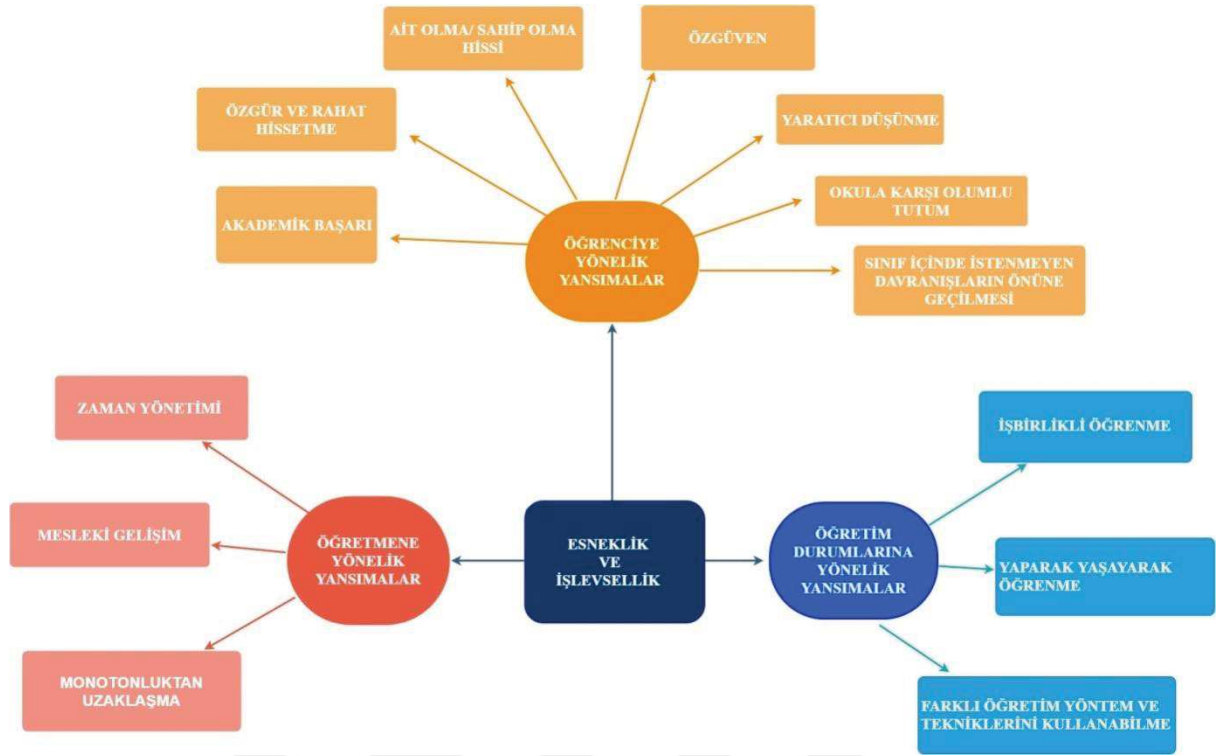 AİT OLMA/ SAHİP OLMA
HİSSİ
ÖZGÜVEN
ÖZGÜR VE RAHAT
HİSSETME
YARATICI DÜŞÜNME
AKADEMİK BAŞARI
OKULA KARŞI OLUMLU
TUTUM
ÖĞRENCİYE
YÖNELİK
YANSIMALAR
SINIF İÇİNDE İSTENMEYEN
DAVRANIŞLARIN ÖNÜNE
GEÇİLMESİ
ZAMAN YÖNETİMİ
MESLEKİ GELİŞİM
MONOTONLUKTAN
UZAKLAŞMA
ÖĞRETMENE
YÖNELİK
YANSIMALAR
ESNEKLİK
VE
İŞLEVSELLİK
ÖĞRETİM
DURUMLARINA
YÖNELİK
YANSIMALAR
İŞBİRLİKLİ ÖĞRENME
YAPARAK YAŞAYARAK
ÖĞRENME
FARKLI ÖĞRETİM YÖNTEM VE
TEKNİKLERİNİ KULLANABİLME